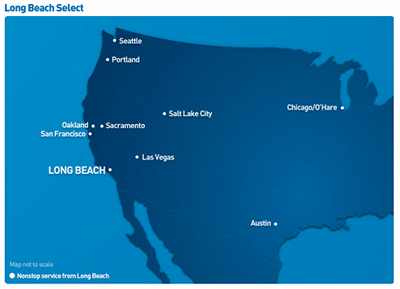 Long Beach Select
Seattle
Portland
Chicago/O'Hare
Salt Lake City
Oakland
Sacramento
San Francisco
Las Vegas
LONG BEACH
Austin
Map not to scale
Nonstop service from Long Beach